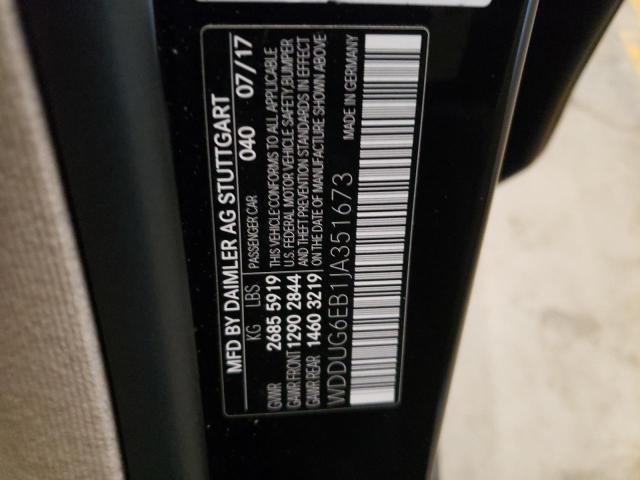 MFD BY DAIMLER AG STUTTGART
040 07/17
KG LBS PASSENGER CAR
GVWR 2685 5919 THIS VEHICLE CONFORMS TO ALL APPLICABLE
GAWR FRONT 1290 2844 U.S. FEDERAL MOTOR VEHICLE SAFETY, BUMPER
AND THEFT PREVENTION STANDARDS IN EFFECT
GAWR REAR 1460 3219 ON THE DATE OF MANUFACTURE SHOWN ABOVE
WDDUG6EB1JA351673 MADE IN GERMANY